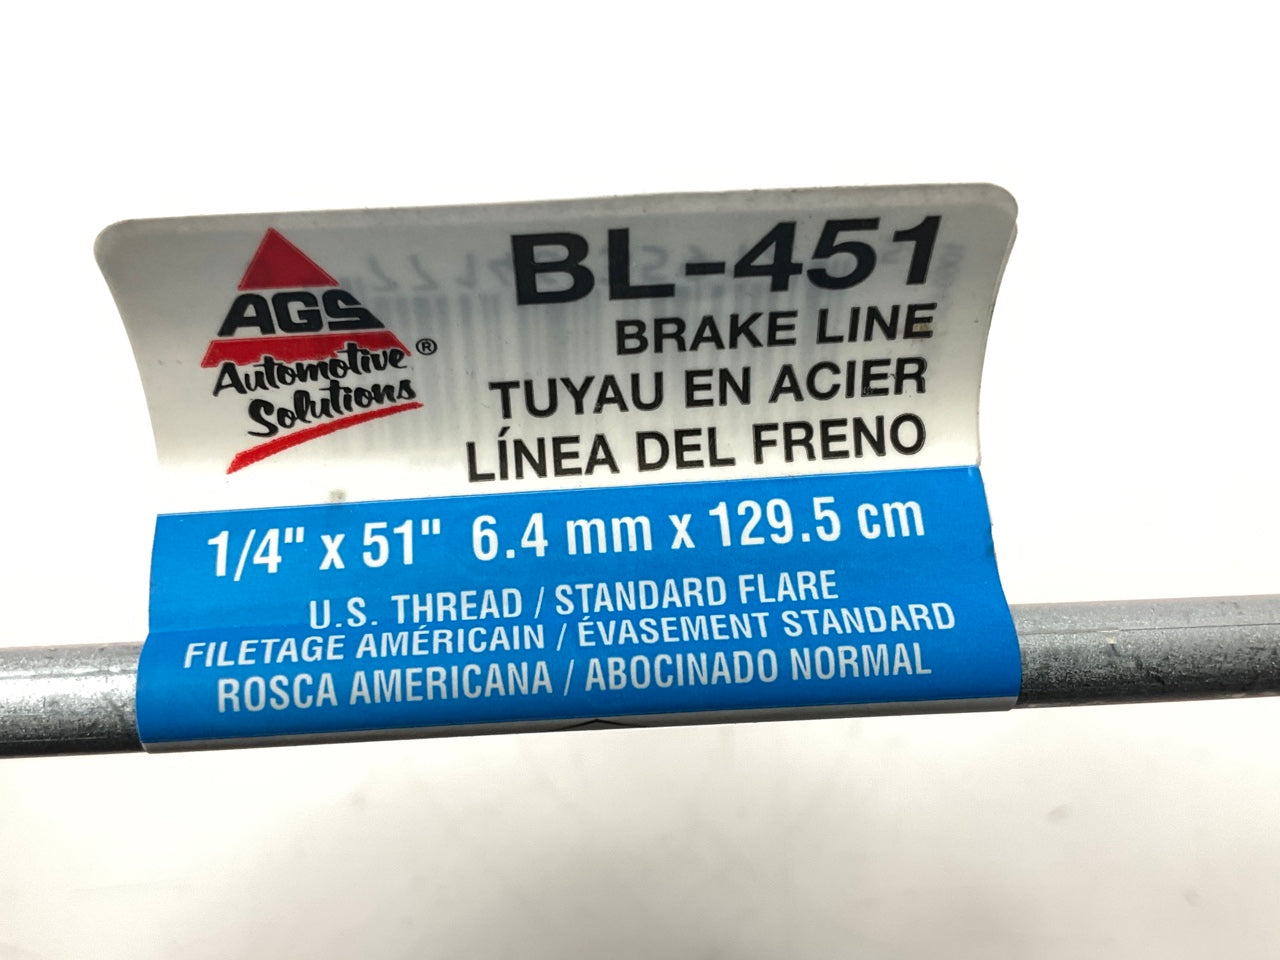 AGS
Automotive ®
Solutions
BL-451
BRAKE LINE
TUYAU EN ACIER
LÍNEA DEL FRENO
1/4" x 51" 6.4 mm x 129.5 cm
U.S. THREAD / STANDARD FLARE
FILETAGE AMÉRICAIN / ÉVASEMENT STANDARD
ROSCA AMERICANA / ABOCINADO NORMAL